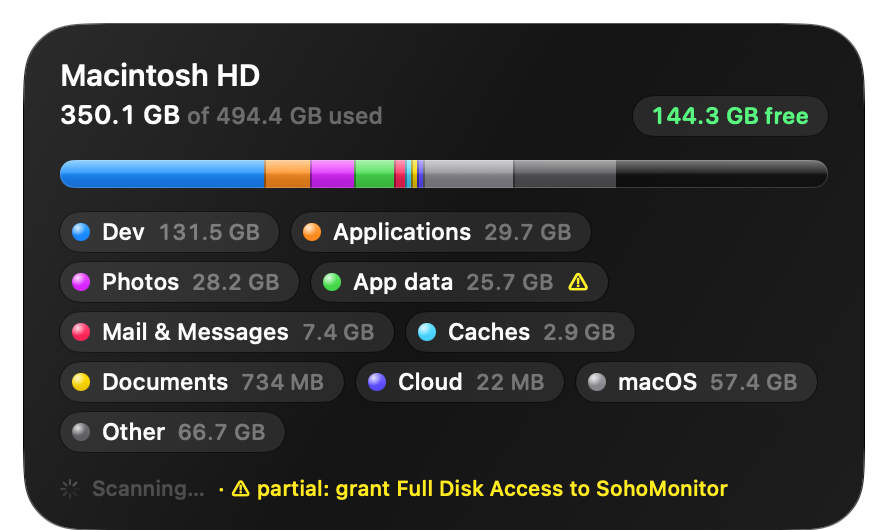 Macintosh HD
350.1 GB of 494.4 GB used
144.3 GB free
Dev 131.5 GB
Applications 29.7 GB
Photos 28.2 GB
App data 25.7 GB
Mail & Messages 7.4 GB
Caches 2.9 GB
Documents 734 MB
Cloud 22 MB
macOS 57.4 GB
Other 66.7 GB
Scanning... · ⚠ partial: grant Full Disk Access to SohoMonitor